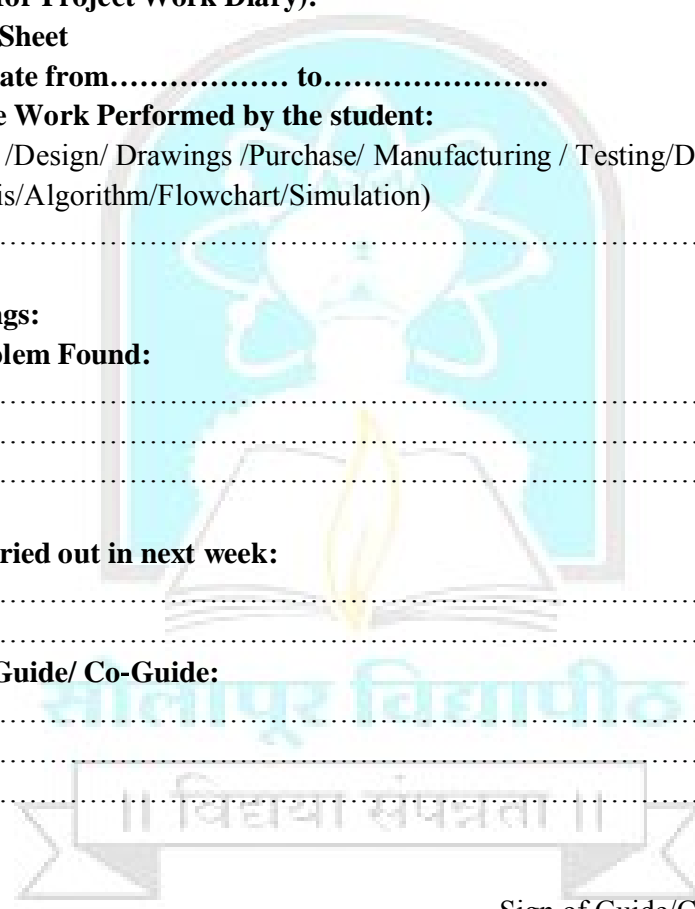 for Project Work Diary):
Sheet
ate from……………… to…………………..
e Work Performed by the student:
/Design/ Drawings /Purchase/ Manufacturing / Testing/D
is/Algorithm/Flowchart/Simulation)
……………………………………………………………………
ngs:
blem Found:
……………………………………………………………………
……………………………………………………………………
……………………………………………………………………
rried out in next week:
……………………………………………………………………
……………………………………………………………………
Guide/ Co-Guide:
सोलापूर विद्यापीठ
……………………………………………………………………
……………………………………………………………………
……………………………………………………………………
|| विद्यया संपन्नता ||
Sign of Guide/C